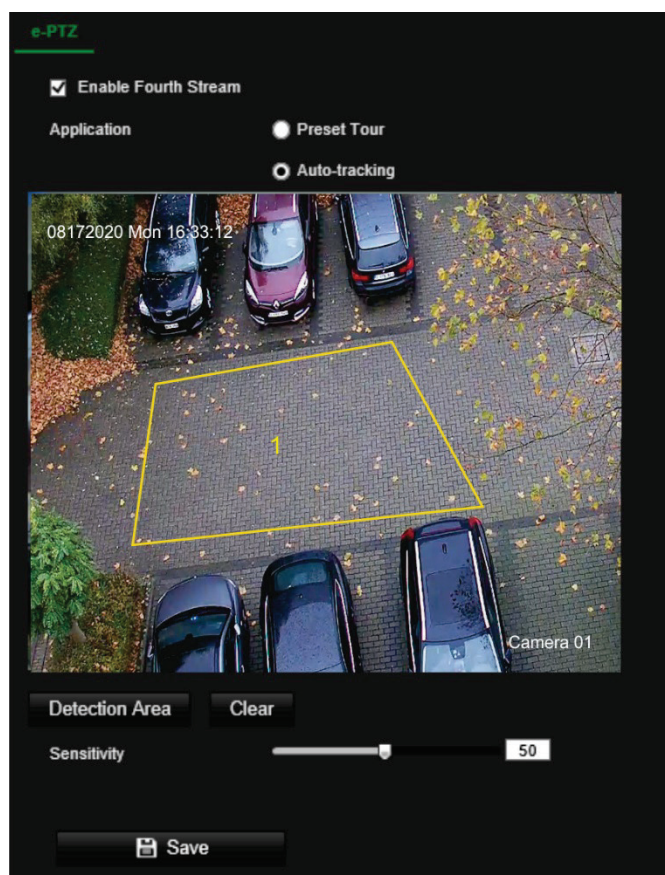 e-PTZ
Enable Fourth Stream
Application
Preset Tour
Auto-tracking
08172020 Mon 16:33:12
1
Camera 01
Detection Area Clear
Sensitivity 50
Save